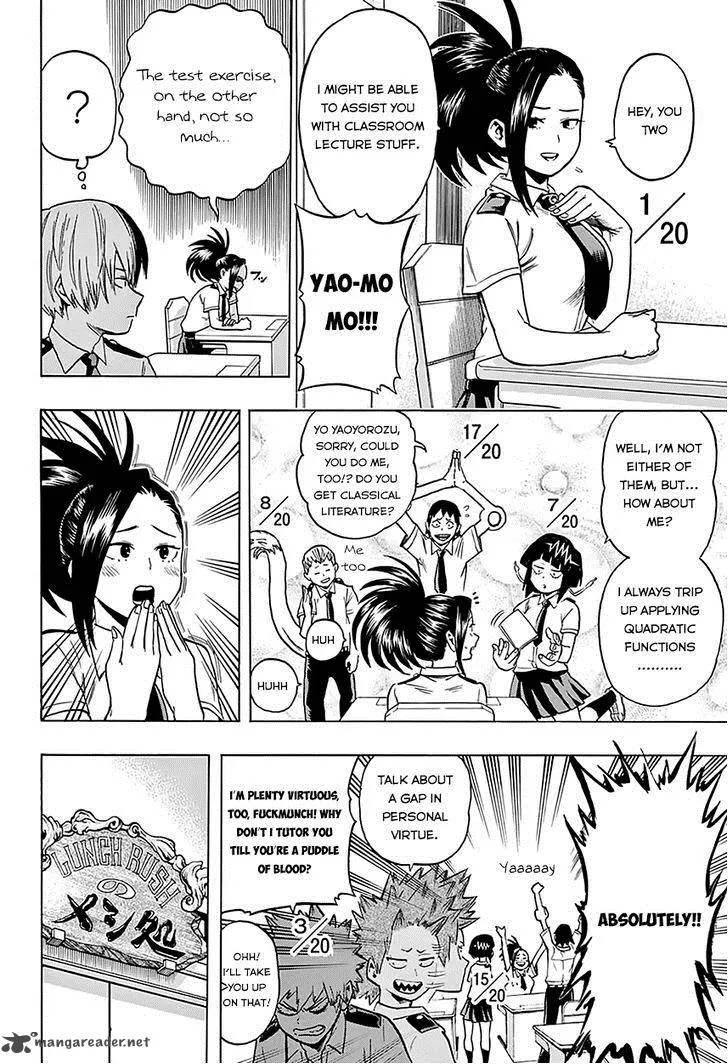 HEY, YOU
TWO
1/20
I MIGHT BE ABLE
TO ASSIST YOU
WITH CLASSROOM
LECTURE STUFF.
YAO-MO
MO!!!
The test exercise,
on the other
hand, not so
much...
?
WELL, I'M NOT
EITHER OF
THEM, BUT...
HOW ABOUT
ME?
I ALWAYS TRIP
UP APPLYING
QUADRATIC
FUNCTIONS
..........
7/20
17/20
YO YAOYOROZU,
SORRY, COULD
YOU DO ME,
TOO!? DO YOU
GET CLASSICAL
LITERATURE?
8/20
Me
too
HUH
HUHH
ABSOLUTELY!!
Yaaaaay
15/20
TALK ABOUT
A GAP IN
PERSONAL
VIRTUE.
I'M PLENTY VIRTUOUS,
TOO, FUCKMUNCH! WHY
DON'T I TUTOR YOU
TILL YOU'RE A PUDDLE
OF BLOOD?
3/20
OHH!
I'LL TAKE
YOU UP
ON THAT!
LUNCH RUSH
の
メシ処
mangareader.net